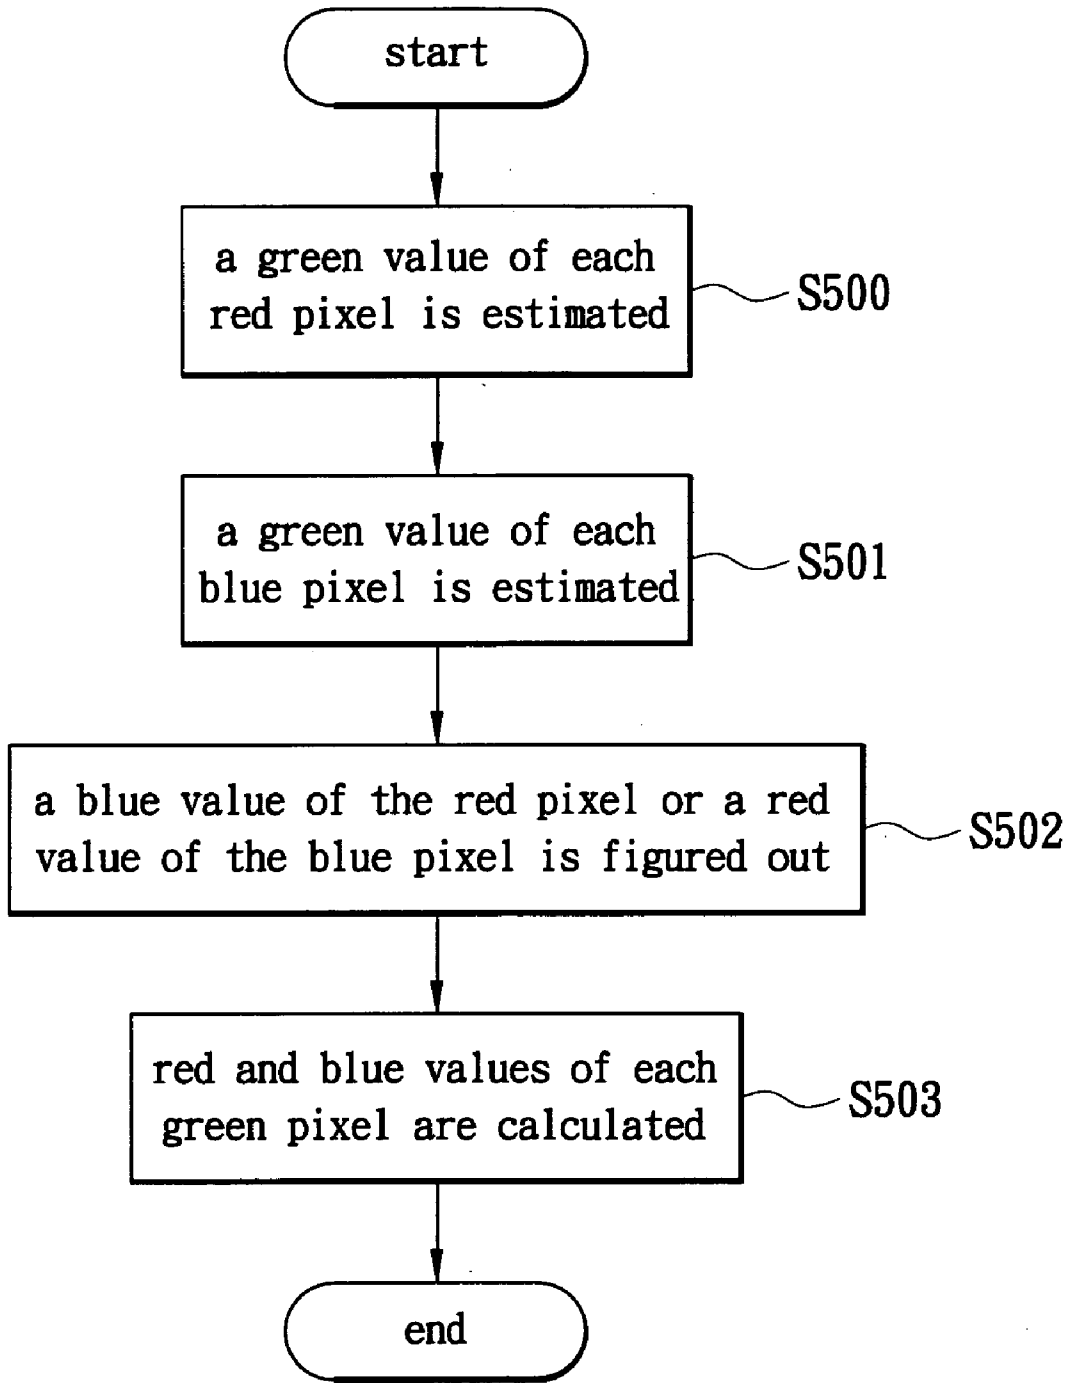 start
a green value of each
red pixel is estimated
S500
a green value of each
blue pixel is estimated
S501
a blue value of the red pixel or a red
value of the blue pixel is figured out
S502
red and blue values of each
green pixel are calculated
S503
end